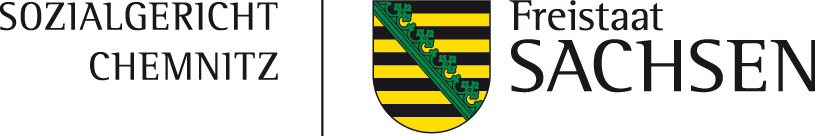 SOZIALGERICHT
CHEMNITZ
Freistaat
SACHSEN